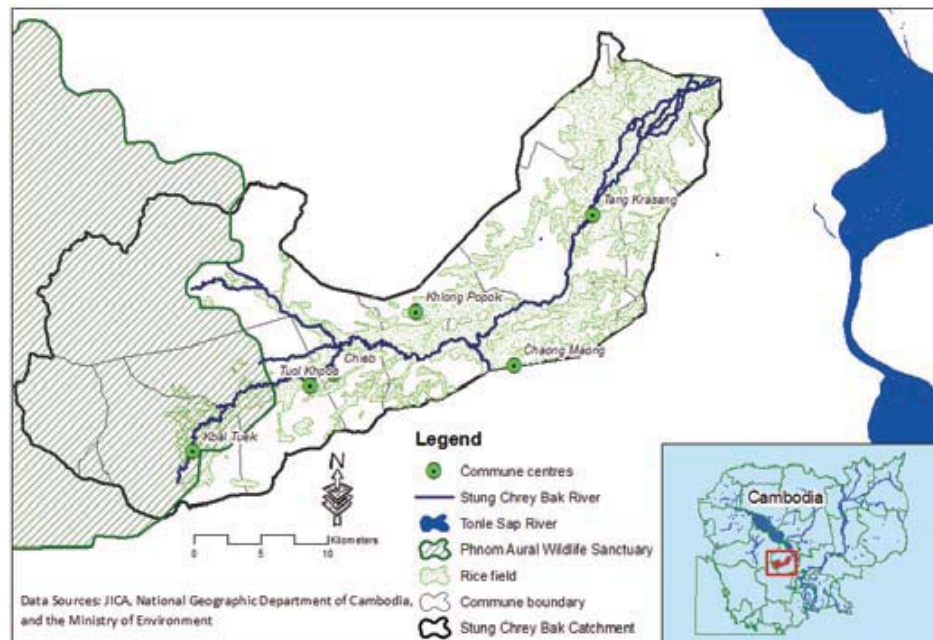 Tang Krasang
Khlong Popok
Chieb
Chaong Maong
Tuol Khpos
Kbal Tuek
N
Kilometers
0 5 10
Legend
Commune centres
Stung Chrey Bak River
Tonle Sap River
Phnom Aural Wildlife Sanctuary
Rice field
Commune boundary
Stung Chrey Bak Catchment
Cambodia
Data Sources: JICA, National Geographic Department of Cambodia,
and the Ministry of Environment